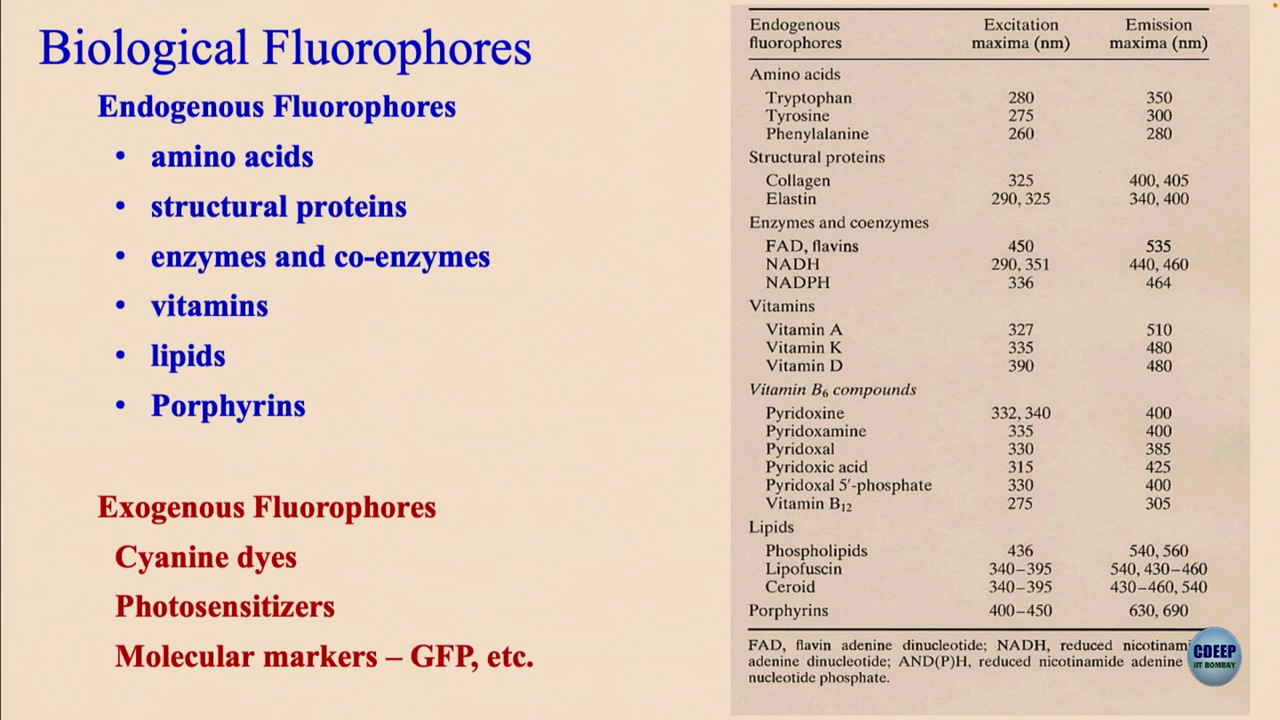 Biological Fluorophores
Endogenous Fluorophores
• amino acids
• structural proteins
• enzymes and co-enzymes
• vitamins
• lipids
• Porphyrins
Exogenous Fluorophores
Cyanine dyes
Photosensitizers
Molecular markers – GFP, etc.
Endogenous Excitation Emission
fluorophores maxima (nm) maxima (nm)
Amino acids
Tryptophan 280 350
Tyrosine 275 300
Phenylalanine 260 280
Structural proteins
Collagen 325 400, 405
Elastin 290, 325 340, 400
Enzymes and coenzymes
FAD, flavins 450 535
NADH 290, 351 440, 460
NADPH 336 464
Vitamins
Vitamin A 327 510
Vitamin K 335 480
Vitamin D 390 480
Vitamin B6 compounds
Pyridoxine 332, 340 400
Pyridoxamine 335 400
Pyridoxal 330 385
Pyridoxic acid 315 425
Pyridoxal 5′-phosphate 330 400
Vitamin B12 275 305
Lipids
Phospholipids 436 540, 560
Lipofuscin 340–395 540, 430–460
Ceroid 340–395 430–460, 540
Porphyrins 400–450 630, 690
FAD, flavin adenine dinucleotide; NADH, reduced
adenine dinucleotide; AND(P)H, reduced nicotinamide adenine
nucleotide phosphate.
CDEEP
IIT BOMBAY